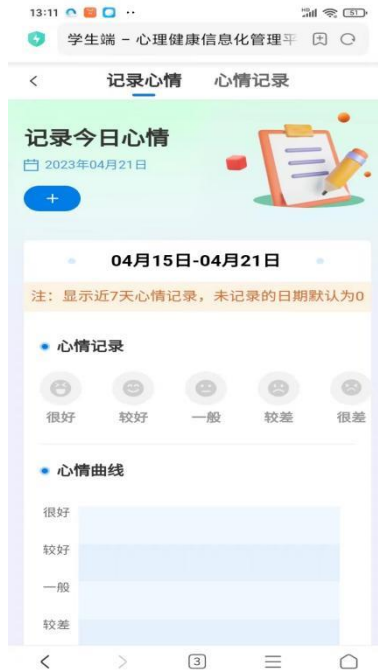 13:11
51
学生端 – 心理健康信息化管理平
记录心情 心情记录
记录今日心情
2023年04月21日
+
04月15日-04月21日
注：显示近7天心情记录，未记录的日期默认为0
心情记录
很好 较好 一般 较差 很差
心情曲线
很好
较好
一般
较差
3